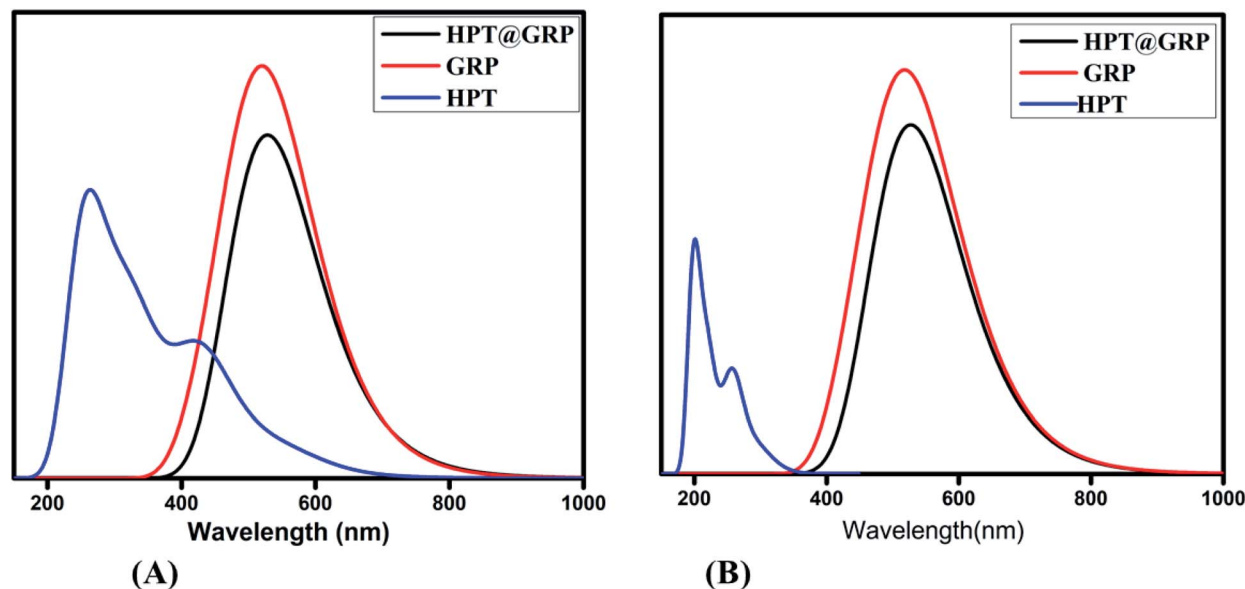 HPT@GRP
GRP
HPT
200 400 600 800 1000
Wavelength (nm)
(A)
HPT@GRP
GRP
HPT
200 400 600 800 1000
Wavelength(nm)
(B)